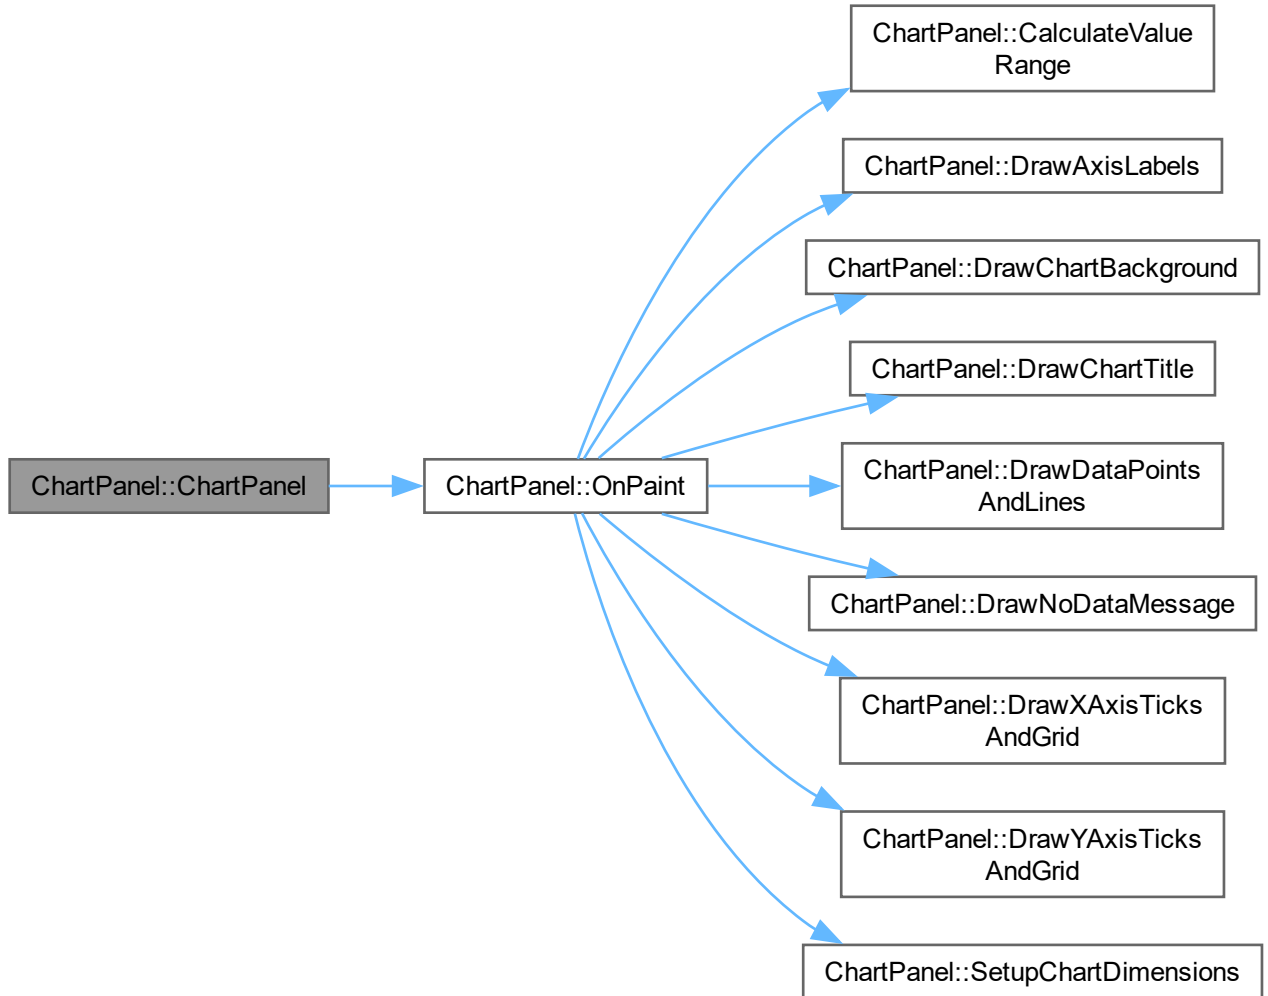 ChartPanel::ChartPanel
ChartPanel::OnPaint
ChartPanel::CalculateValue
Range
ChartPanel::DrawAxisLabels
ChartPanel::DrawChartBackground
ChartPanel::DrawChartTitle
ChartPanel::DrawDataPoints
AndLines
ChartPanel::DrawNoDataMessage
ChartPanel::DrawXAxisTicks
AndGrid
ChartPanel::DrawYAxisTicks
AndGrid
ChartPanel::SetupChartDimensions